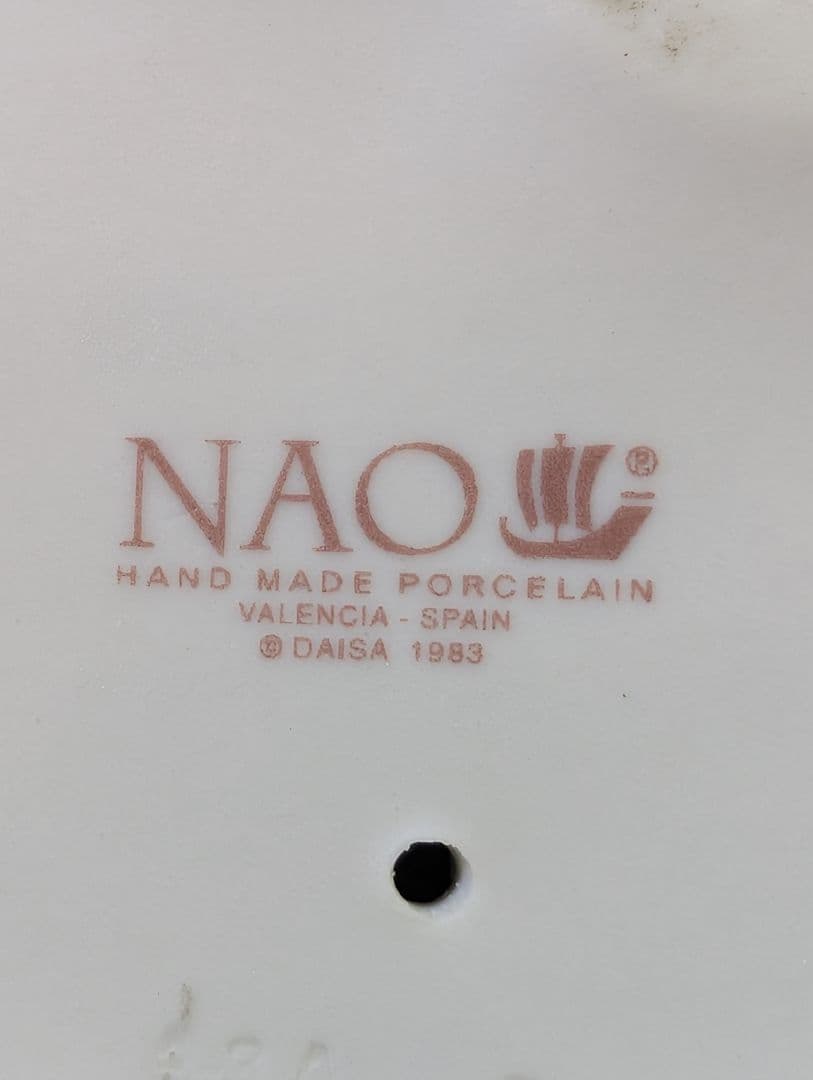 NAO ®
HAND MADE PORCELAIN
VALENCIA - SPAIN
© DAISA 1983